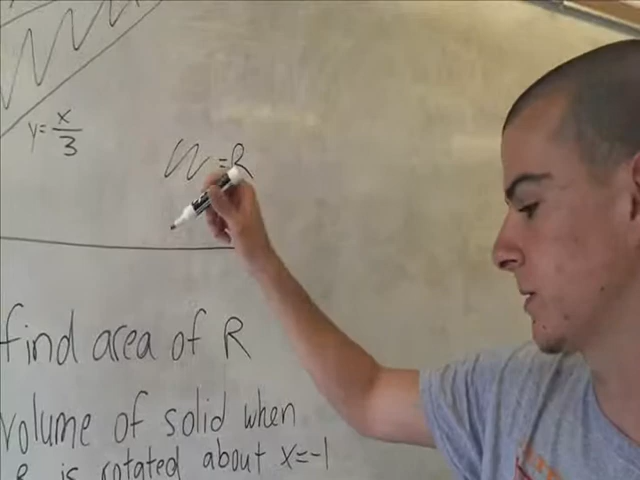 y = x/3
= R
find area of R
volume of solid when
R is rotated about x=-1